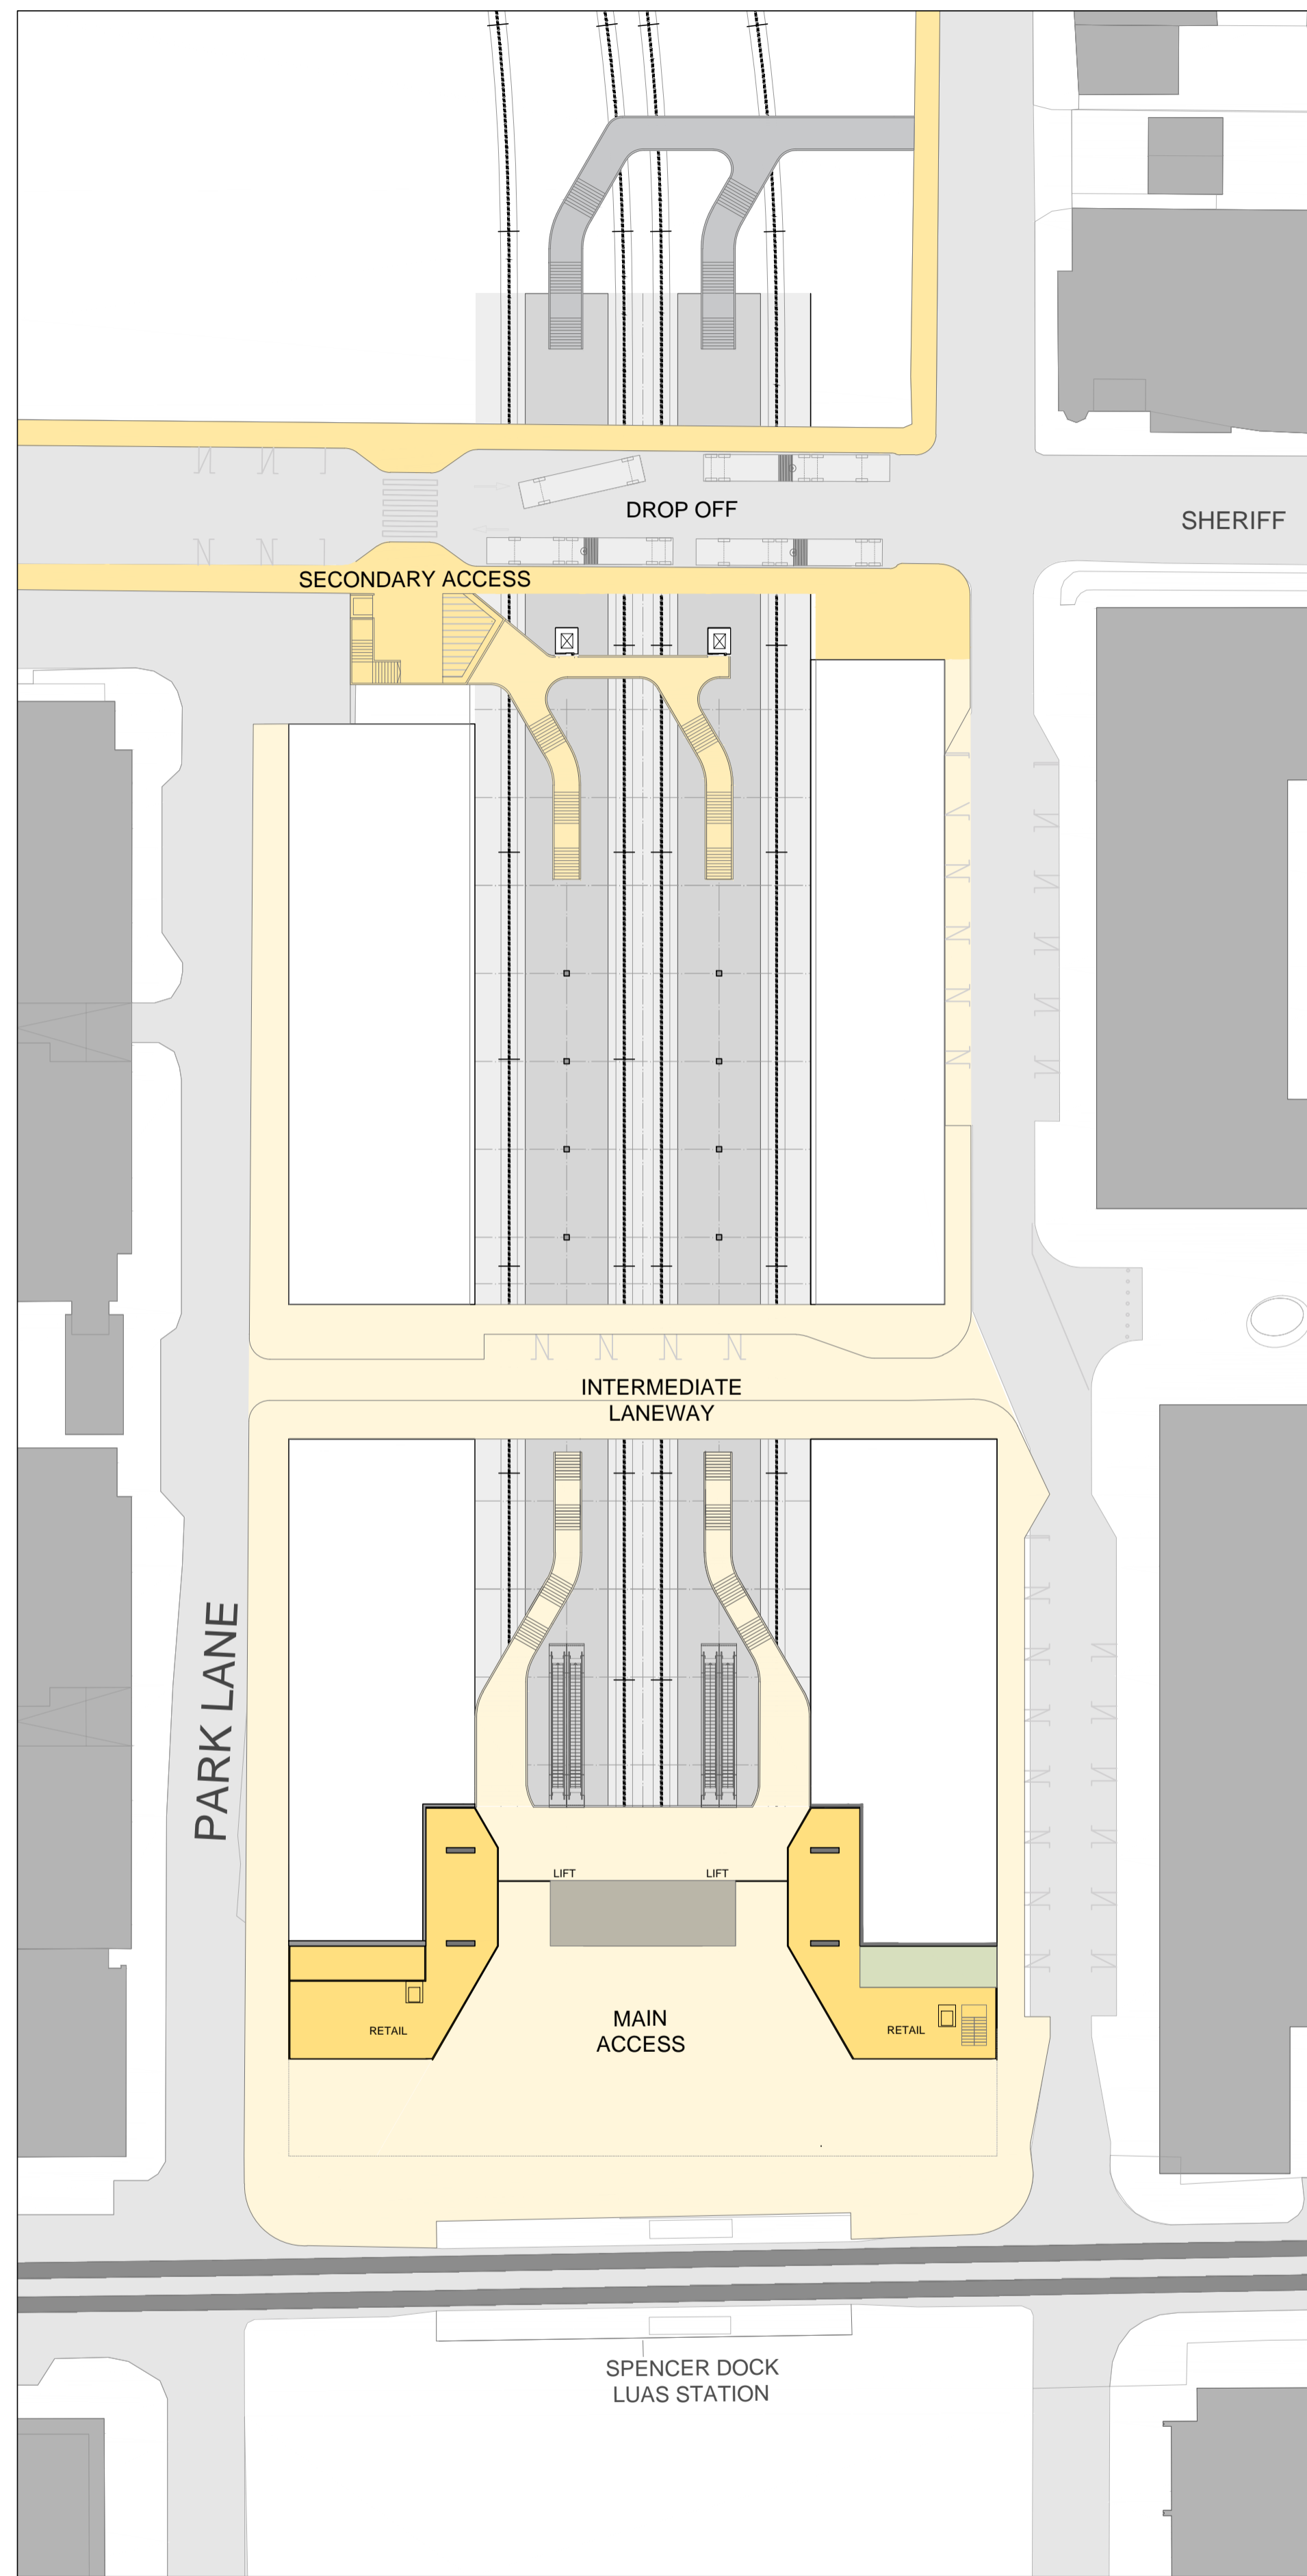 DROP OFF
SHERIFF
SECONDARY ACCESS
INTERMEDIATE
LANEWAY
PARK LANE
LIFT
LIFT
MAIN
ACCESS
RETAIL
RETAIL
SPENCER DOCK
LUAS STATION